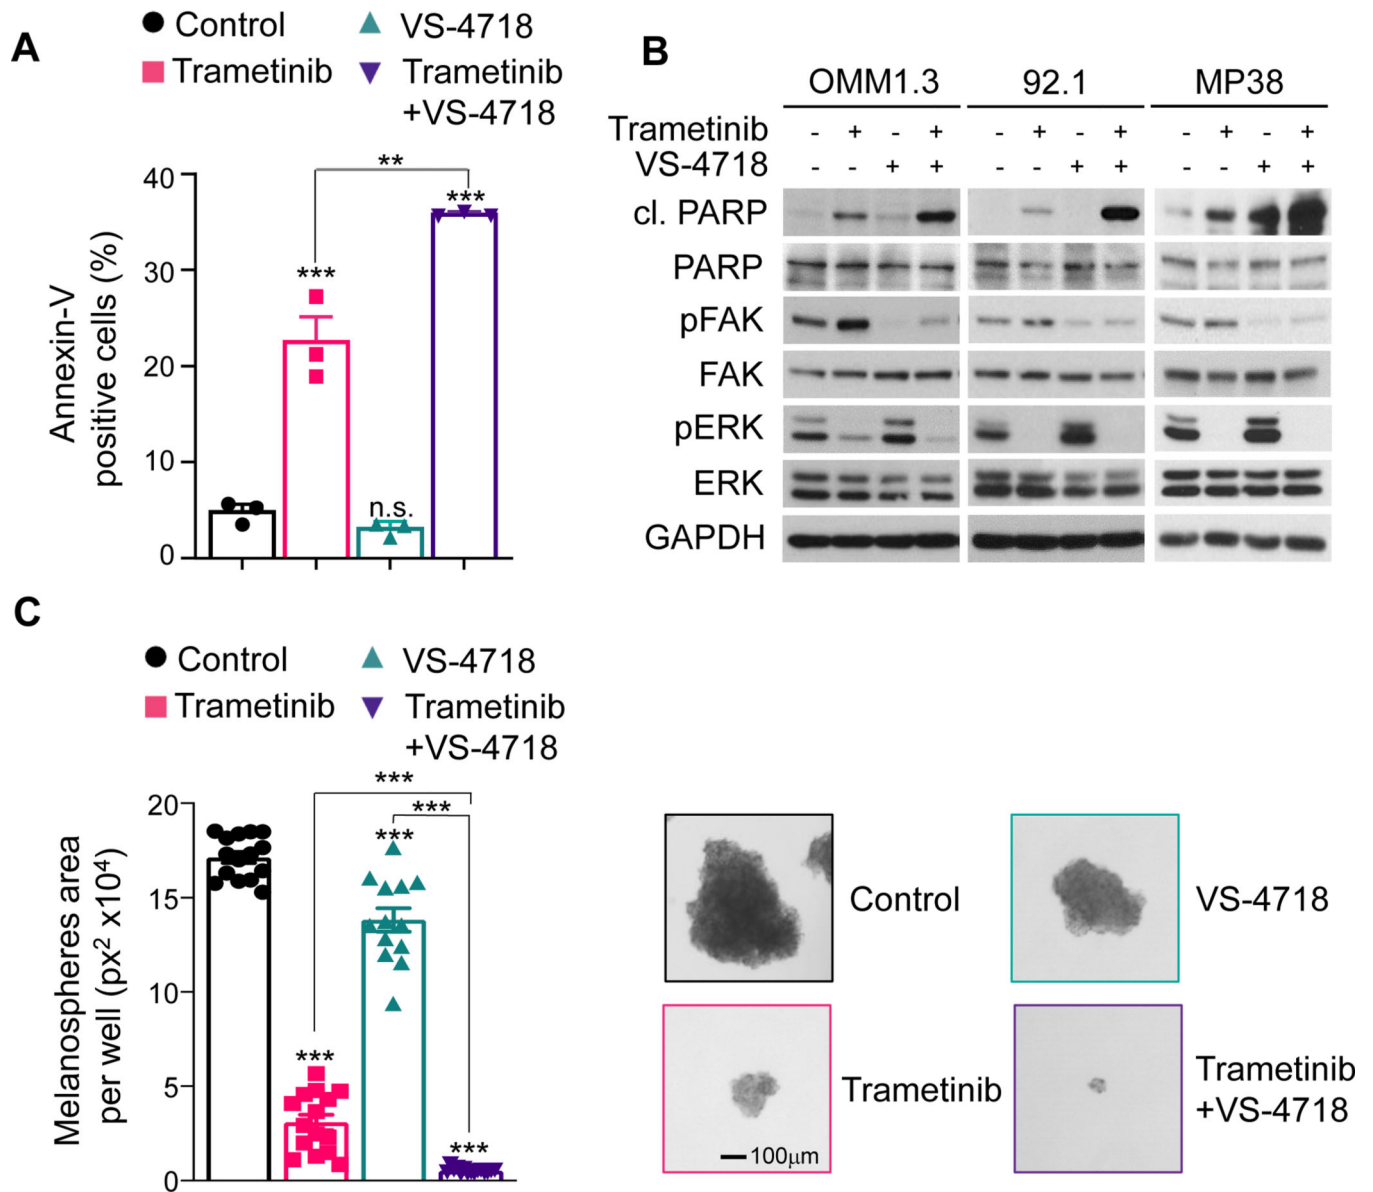 A
Control
VS-4718
Trametinib
Trametinib
+VS-4718
Annexin-V
positive cells (%)
40
30
20
10
0
**
***
***
n.s.
B
OMM1.3
92.1
MP38
Trametinib - + - + - + - + - + - +
VS-4718 - - + + - - + + - - + +
cl. PARP
PARP
pFAK
FAK
pERK
ERK
GAPDH
C
Control
VS-4718
Trametinib
Trametinib
+VS-4718
Melanospheres area
per well (px² x10⁴)
20
15
10
5
0
***
***
***
***
***
Control
VS-4718
Trametinib
100µm
Trametinib
+VS-4718